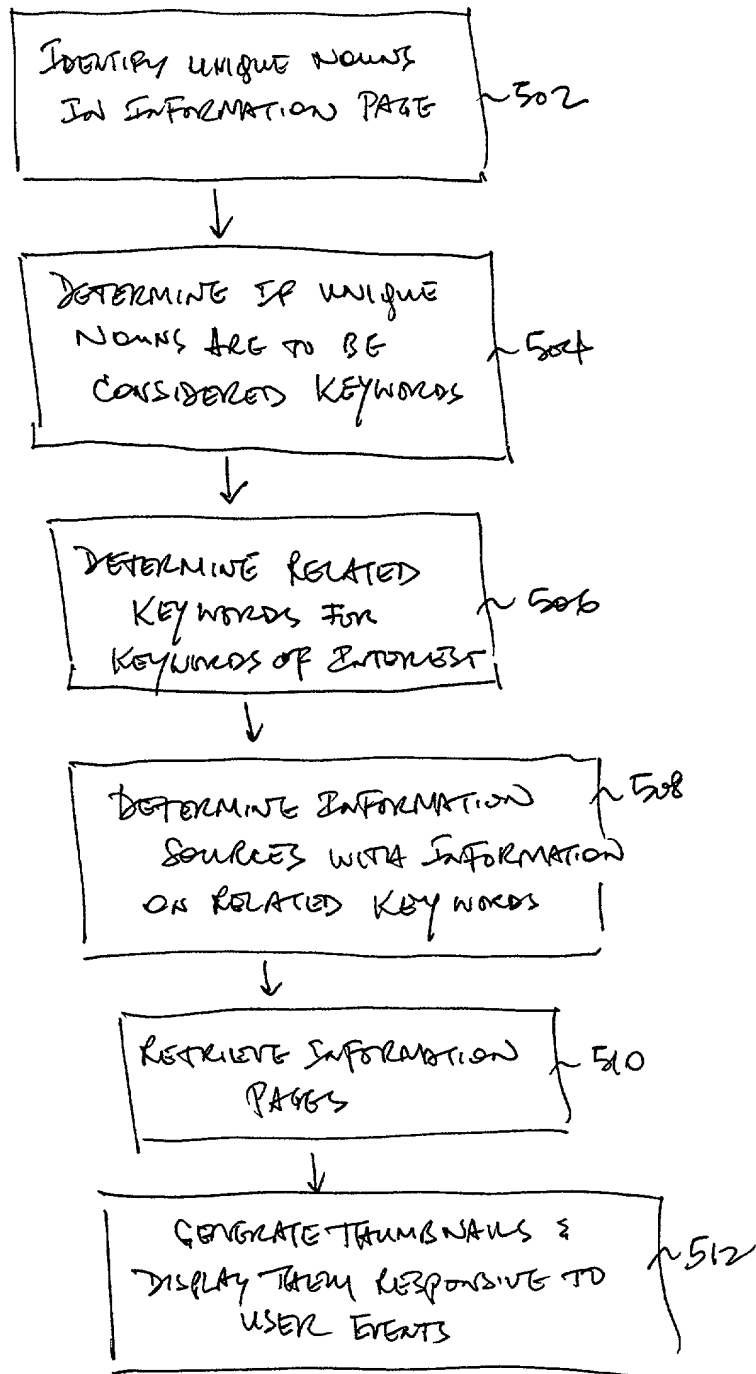 IDENTIFY UNIQUE NOUNS
IN INFORMATION PAGE
502
DETERMINE IF UNIQUE
NOUNS ARE TO BE
CONSIDERED KEYWORDS
504
DETERMINE RELATED
KEYWORDS FOR
KEYWORDS OF INTEREST
506
DETERMINE INFORMATION
508
SOURCES WITH INFORMATION
ON RELATED KEYWORDS
RETRIEVE INFORMATION
510
PAGES
GENERATE THUMBNAILS &
DISPLAY THEM RESPONSIVE TO
512
USER EVENTS